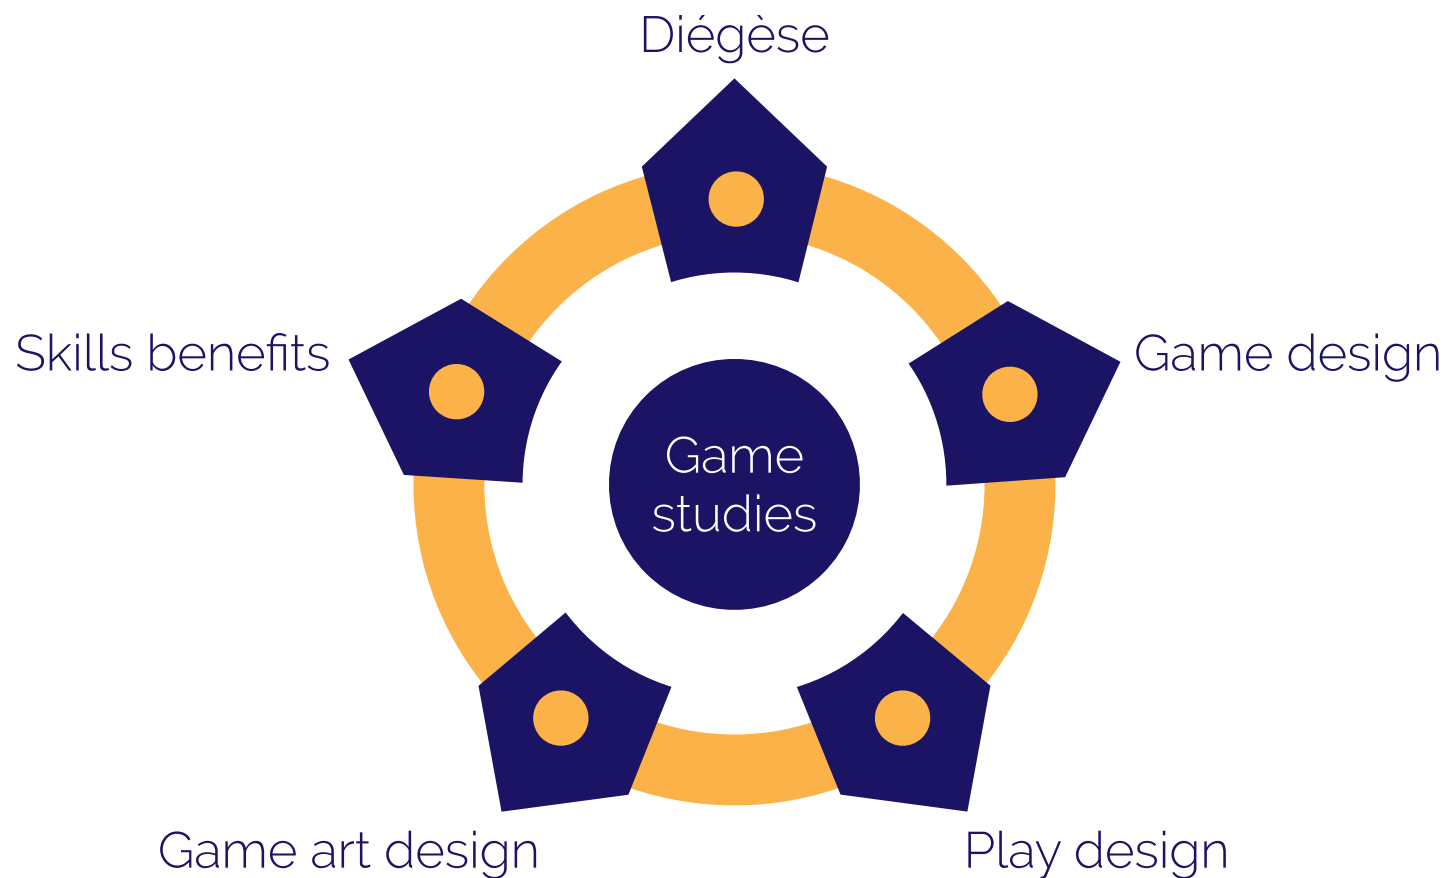 Diégèse
Skills benefits
Game design
Game
studies
Game art design
Play design